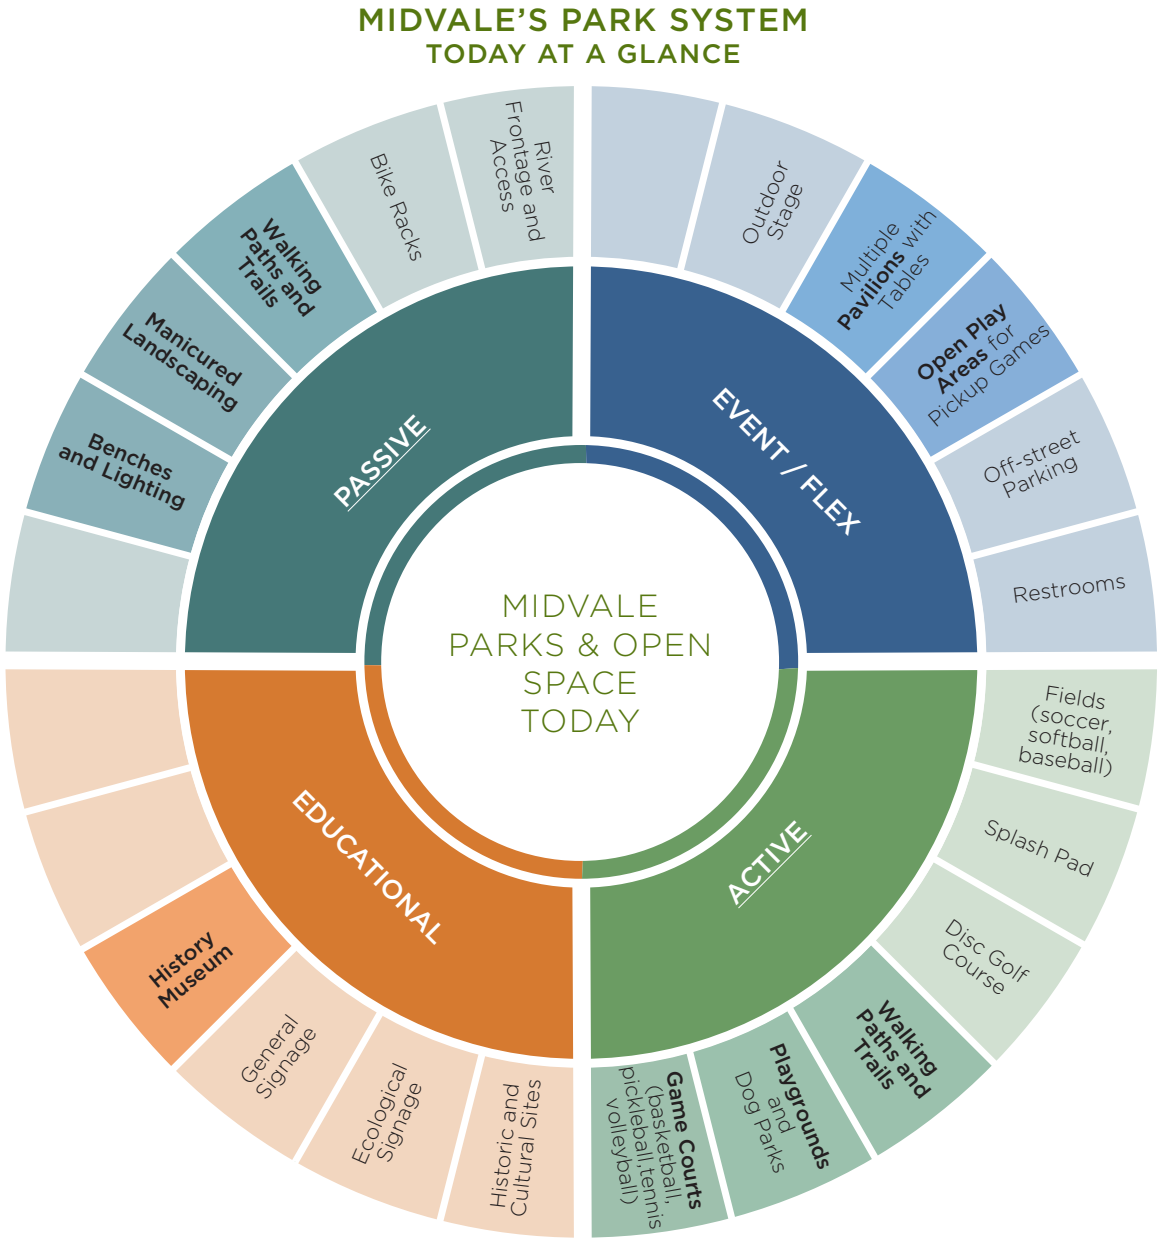 MIDVALE'S PARK SYSTEM
TODAY AT A GLANCE
River
Frontage and
Access
Bike Racks
Walking
Paths and
Trails
Manicured
Landscaping
Benches
and Lighting
PASSIVE
Outdoor
Stage
Multiple
Pavilions with
Tables
Open Play
Areas for
Pickup Games
Off-street
Parking
Restrooms
EVENT / FLEX
MIDVALE
PARKS & OPEN
SPACE
TODAY
Fields
(soccer,
softball,
baseball)
Splash Pad
Disc Golf
Course
Walking
Paths and
Trails
Playgrounds
and
Dog Parks
Game Courts
(basketball,
pickleball,tennis
volleyball)
ACTIVE
EDUCATIONAL
History
Museum
General
Signage
Ecological
Signage
Historic and
Cultural Sites